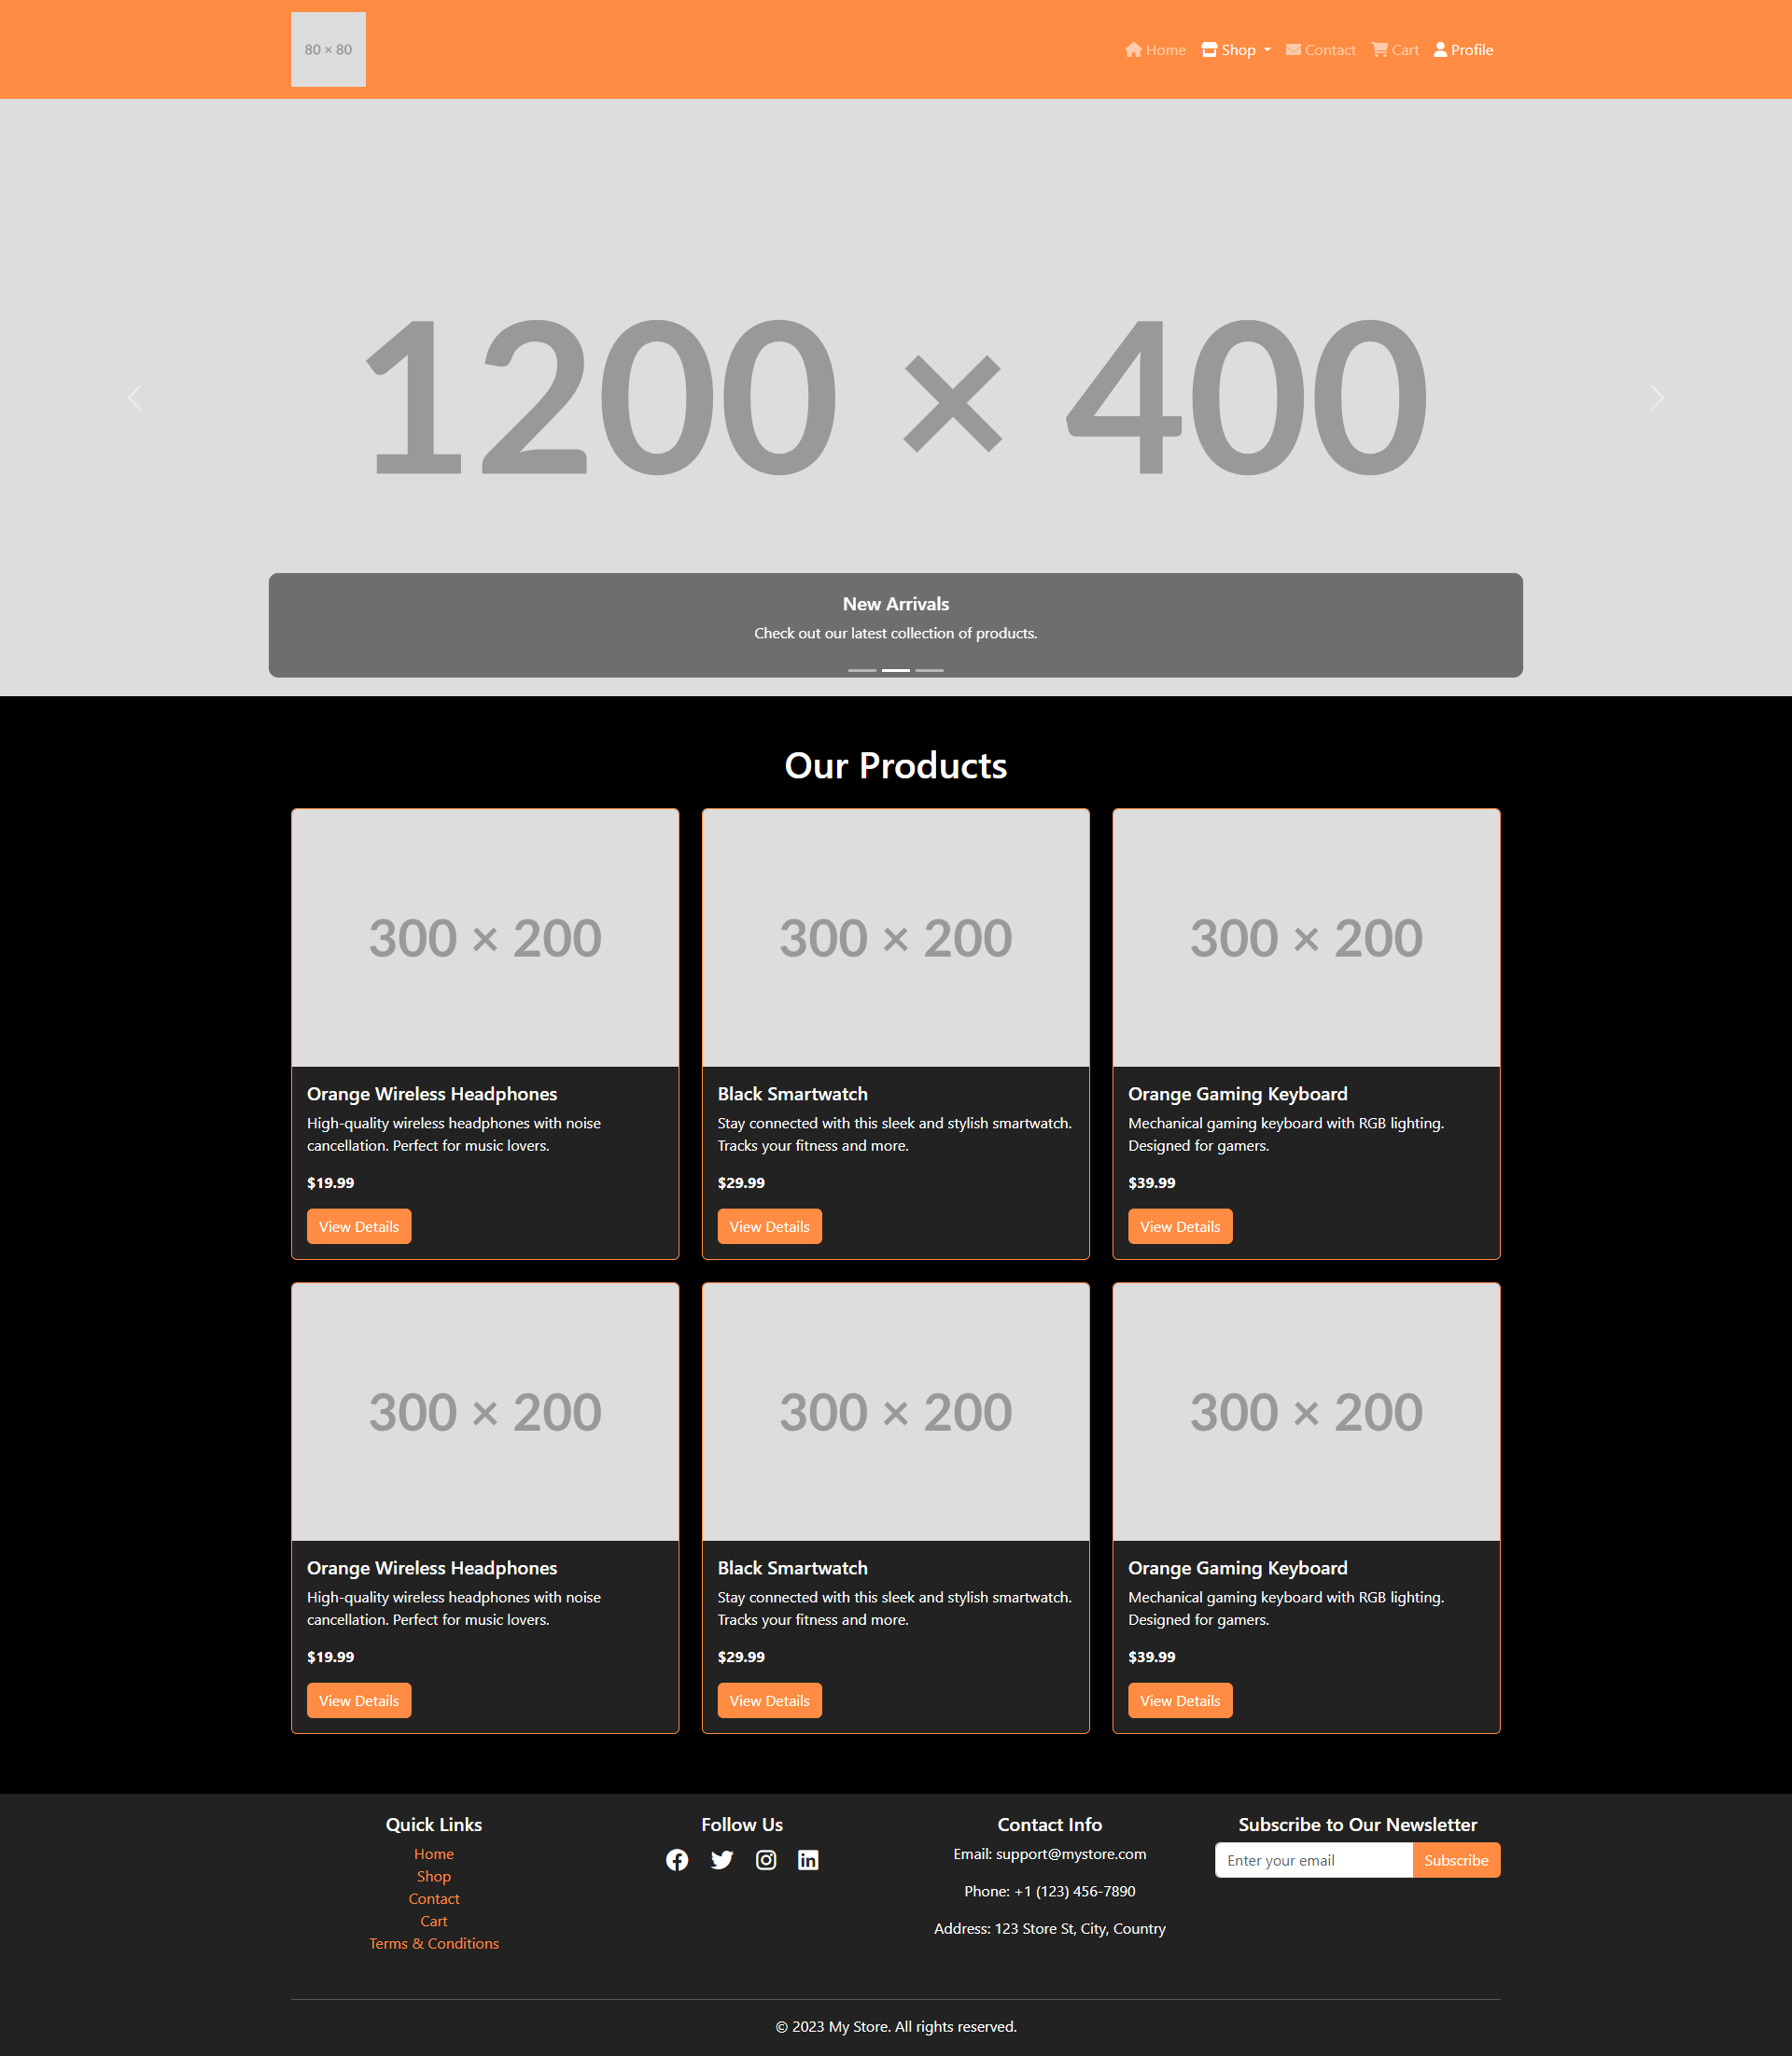 80 × 80
Home Shop Contact Cart Profile
1200 × 400
New Arrivals
Check out our latest collection of products.
Our Products
300 × 200
300 × 200
300 × 200
Orange Wireless Headphones
High-quality wireless headphones with noise
cancellation. Perfect for music lovers.
$19.99
View Details
Black Smartwatch
Stay connected with this sleek and stylish smartwatch.
Tracks your fitness and more.
$29.99
View Details
Orange Gaming Keyboard
Mechanical gaming keyboard with RGB lighting.
Designed for gamers.
$39.99
View Details
300 × 200
300 × 200
300 × 200
Orange Wireless Headphones
High-quality wireless headphones with noise
cancellation. Perfect for music lovers.
$19.99
View Details
Black Smartwatch
Stay connected with this sleek and stylish smartwatch.
Tracks your fitness and more.
$29.99
View Details
Orange Gaming Keyboard
Mechanical gaming keyboard with RGB lighting.
Designed for gamers.
$39.99
View Details
Quick Links
Home
Shop
Contact
Cart
Terms & Conditions
Follow Us
Contact Info
Email: support@mystore.com
Phone: +1 (123) 456-7890
Address: 123 Store St, City, Country
Subscribe to Our Newsletter
Enter your email Subscribe
© 2023 My Store. All rights reserved.